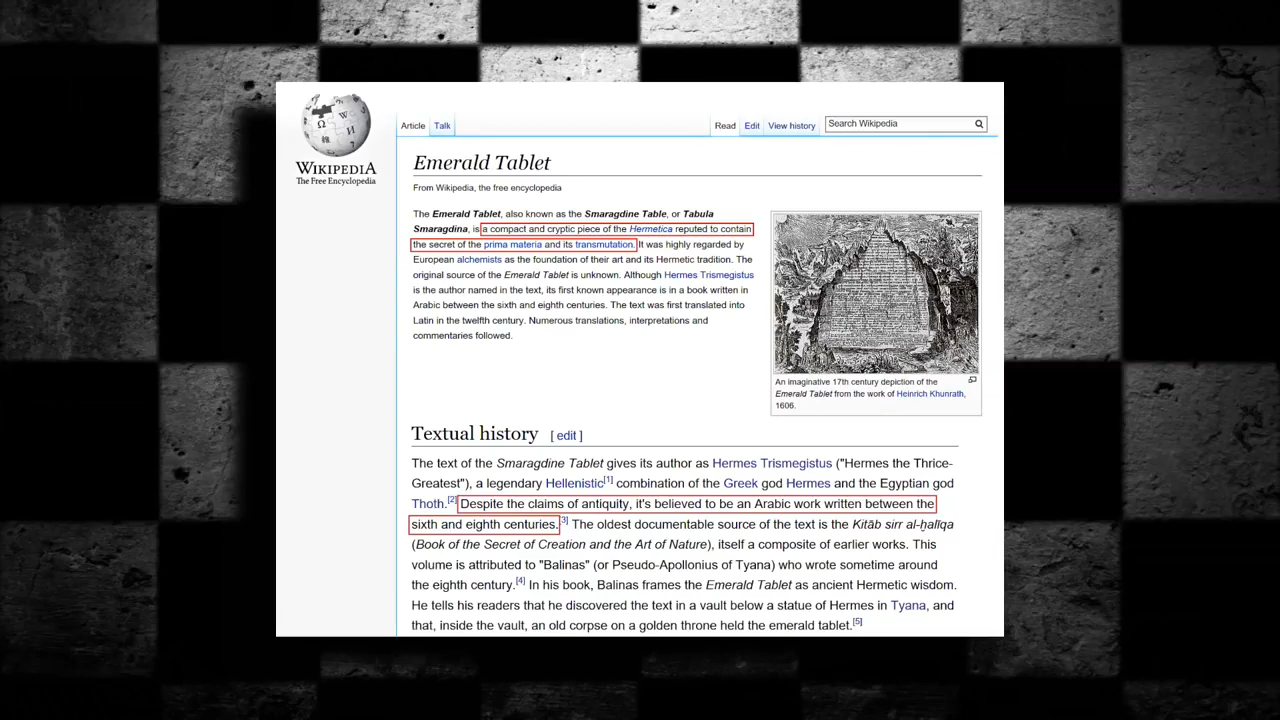 WIKIPEDIA
The Free Encyclopedia
Article Talk Read Edit View history Search Wikipedia
Emerald Tablet
From Wikipedia, the free encyclopedia
The Emerald Tablet, also known as the Smaragdine Table, or Tabula
Smaragdina, is a compact and cryptic piece of the Hermetica reputed to contain
the secret of the prima materia and its transmutation. It was highly regarded by
European alchemists as the foundation of their art and its Hermetic tradition. The
original source of the Emerald Tablet is unknown. Although Hermes Trismegistus
is the author named in the text, its first known appearance is in a book written in
Arabic between the sixth and eighth centuries. The text was first translated into
Latin in the twelfth century. Numerous translations, interpretations and
commentaries followed.
An imaginative 17th century depiction of the
Emerald Tablet from the work of Heinrich Khunrath,
1606.
Textual history [ edit ]
The text of the Smaragdine Tablet gives its author as Hermes Trismegistus ("Hermes the Thrice-
Greatest"), a legendary Hellenistic[1] combination of the Greek god Hermes and the Egyptian god
Thoth.[2] Despite the claims of antiquity, it's believed to be an Arabic work written between the
sixth and eighth centuries.[3] The oldest documentable source of the text is the Kitāb sirr al-ḫalīqa
(Book of the Secret of Creation and the Art of Nature), itself a composite of earlier works. This
volume is attributed to "Balinas" (or Pseudo-Apollonius of Tyana) who wrote sometime around
the eighth century.[4] In his book, Balinas frames the Emerald Tablet as ancient Hermetic wisdom.
He tells his readers that he discovered the text in a vault below a statue of Hermes in Tyana, and
that, inside the vault, an old corpse on a golden throne held the emerald tablet.[5]